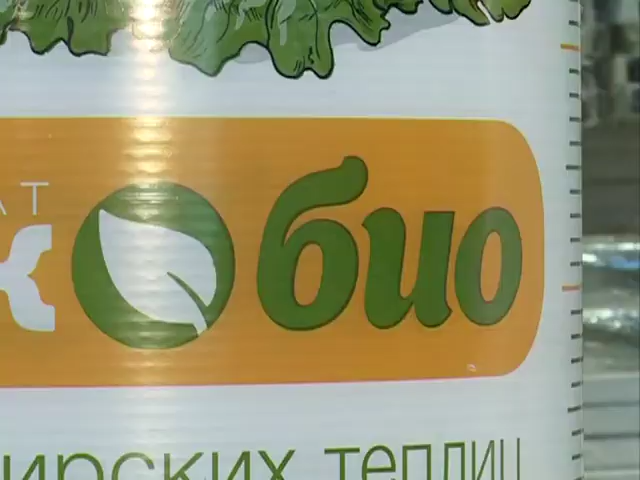 АТ
био
ирских теплиц